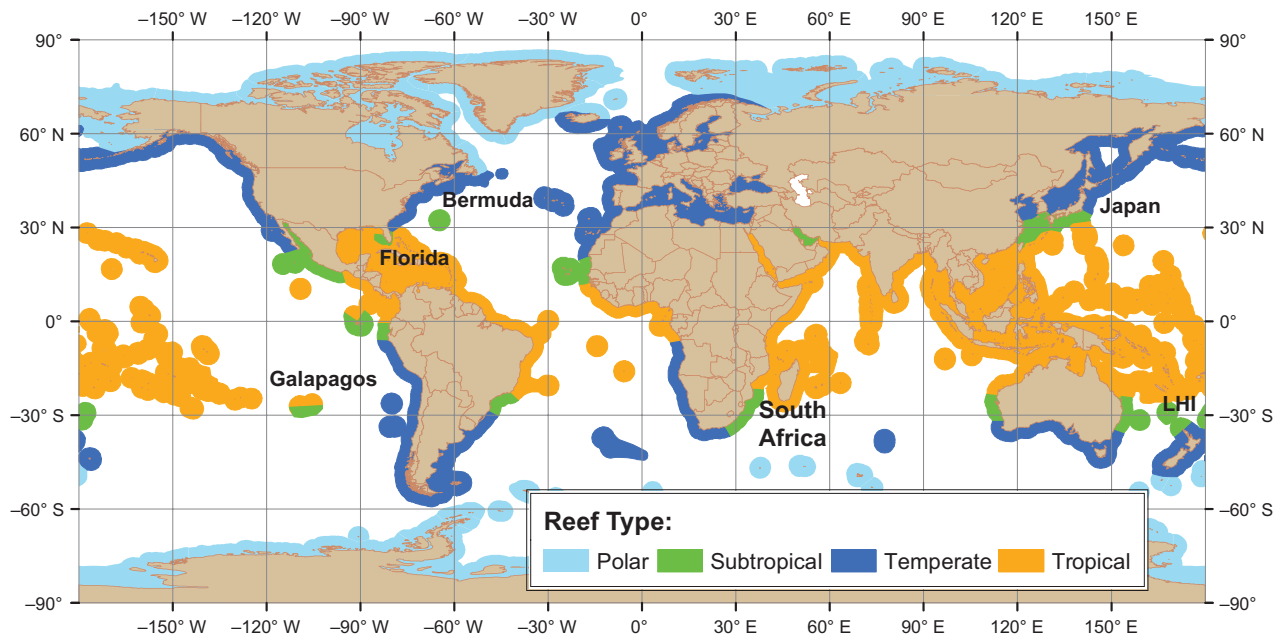 –150° W –120° W –90° W –60° W –30° W 0° 30° E 60° E 90° E 120° E 150° E
90° 90°
60° N 60° N
Bermuda
Japan
30° N 30° N
Florida
0° 0°
Galapagos
LHI
–30° S –30° S
South
Africa
–60° S –60° S
Reef Type:
Polar Subtropical Temperate Tropical
–90° –90°
–150° W –120° W –90° W –60° W –30° W 0° 30° E 60° E 90° E 120° E 150° E